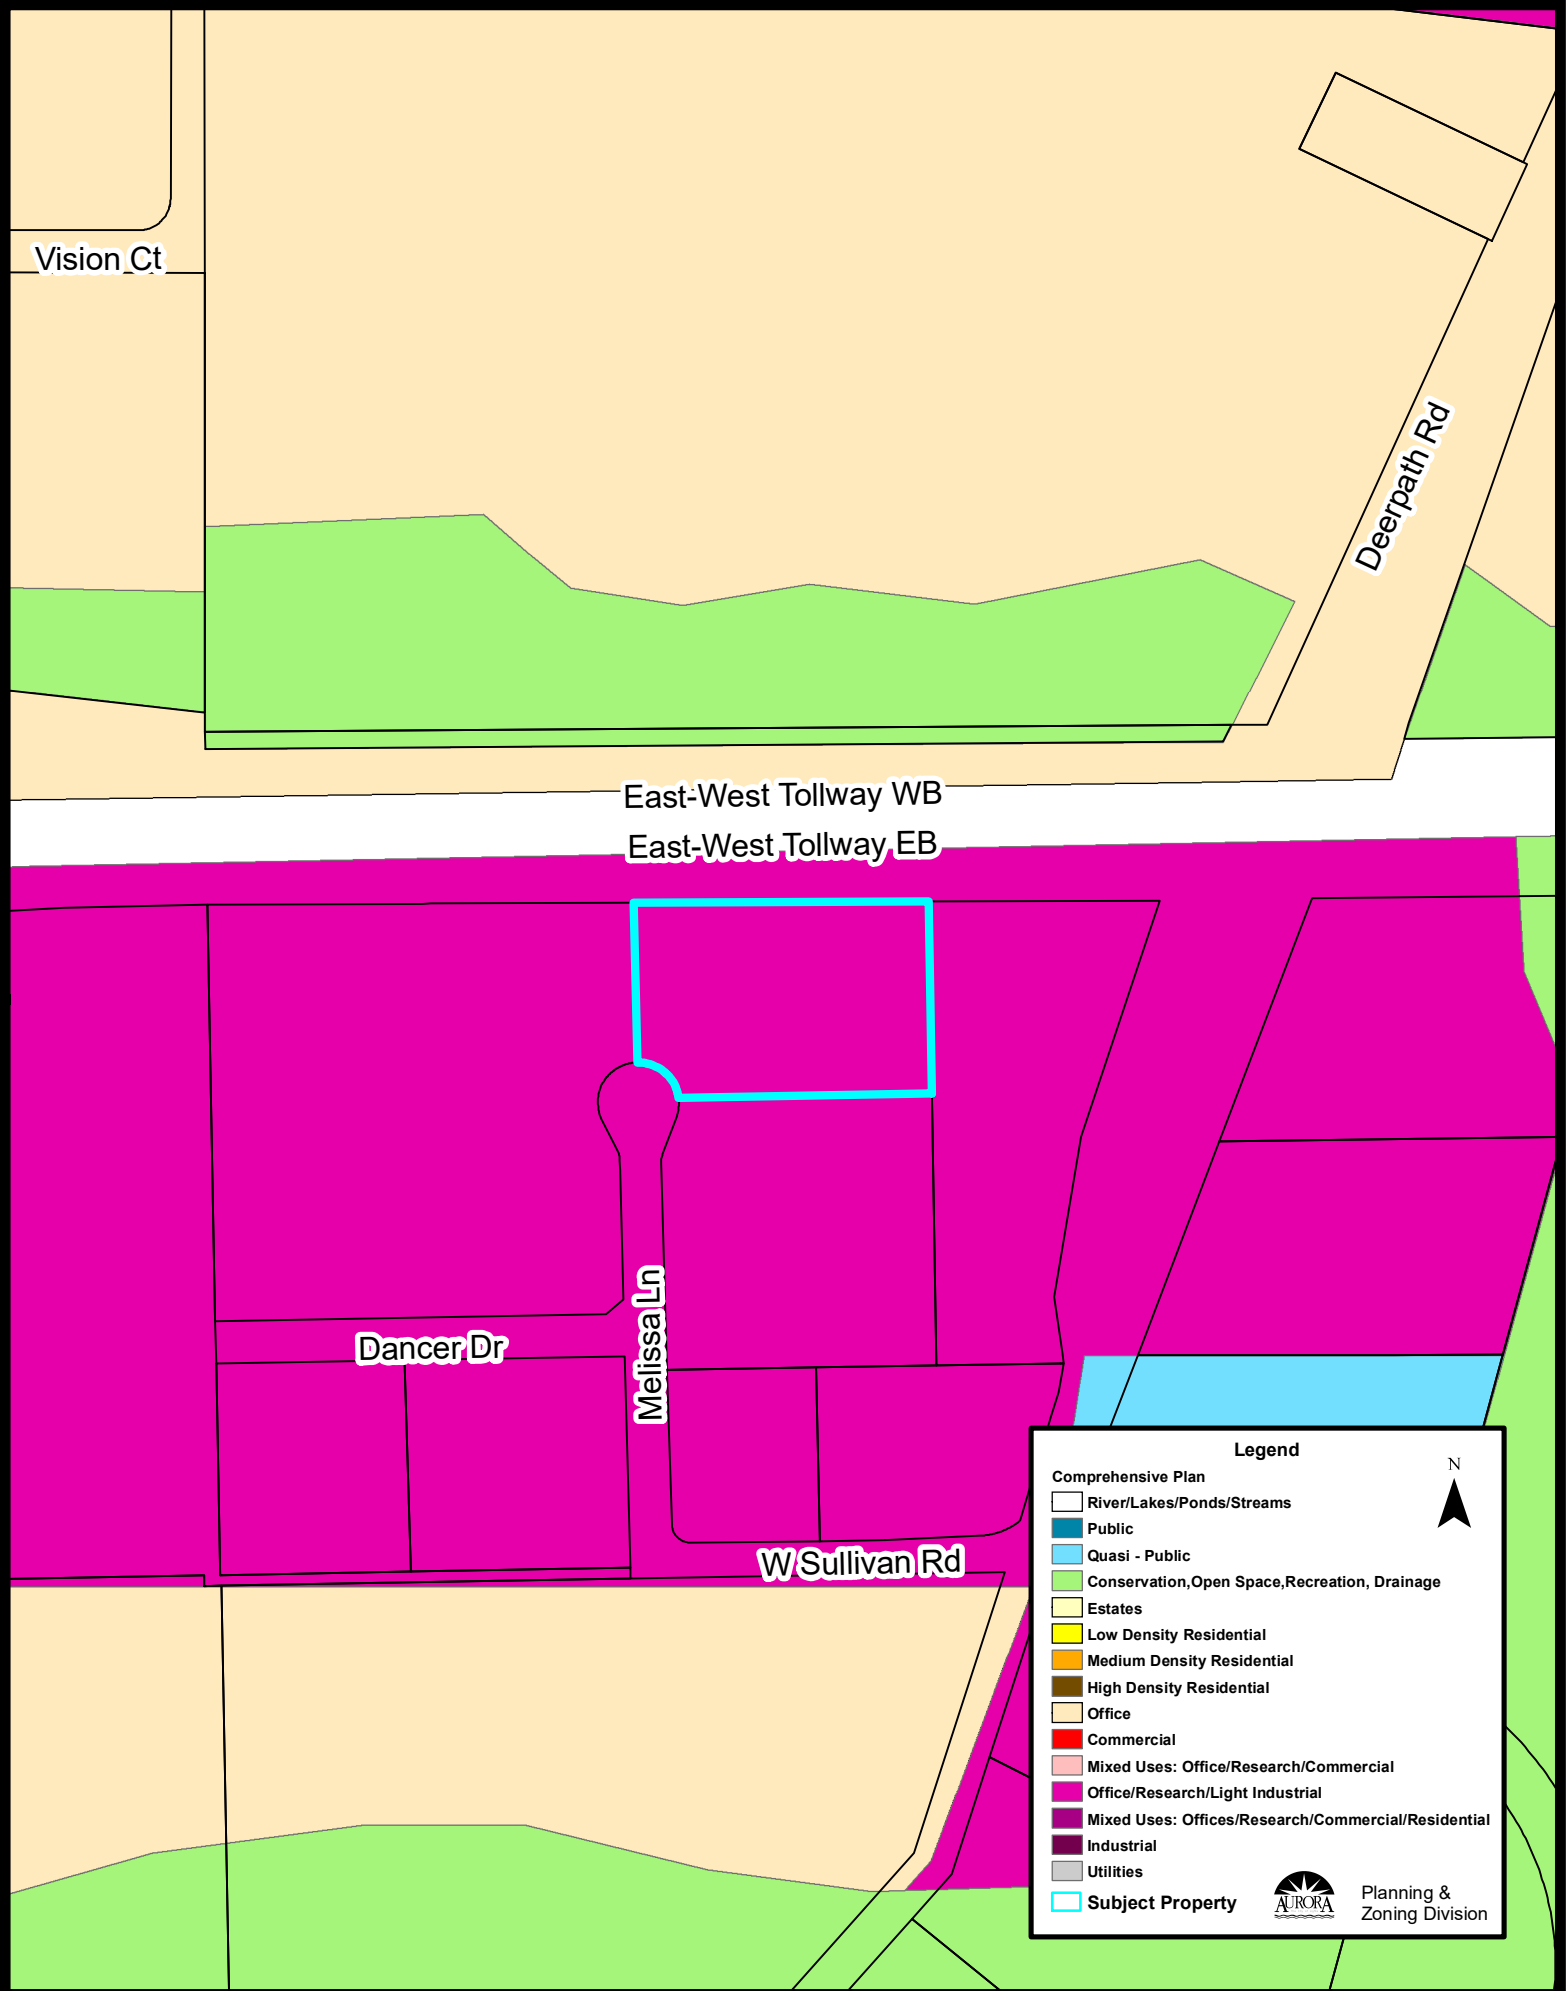 Vision Ct
Deerpath Rd
East-West Tollway WB
East-West Tollway EB
Melissa Ln
Dancer Dr
W Sullivan Rd
Legend
N
Comprehensive Plan
River/Lakes/Ponds/Streams
Public
Quasi - Public
Conservation,Open Space,Recreation, Drainage
Estates
Low Density Residential
Medium Density Residential
High Density Residential
Office
Commercial
Mixed Uses: Office/Research/Commercial
Office/Research/Light Industrial
Mixed Uses: Offices/Research/Commercial/Residential
Industrial
Utilities
Subject Property
AURORA
Planning &
Zoning Division